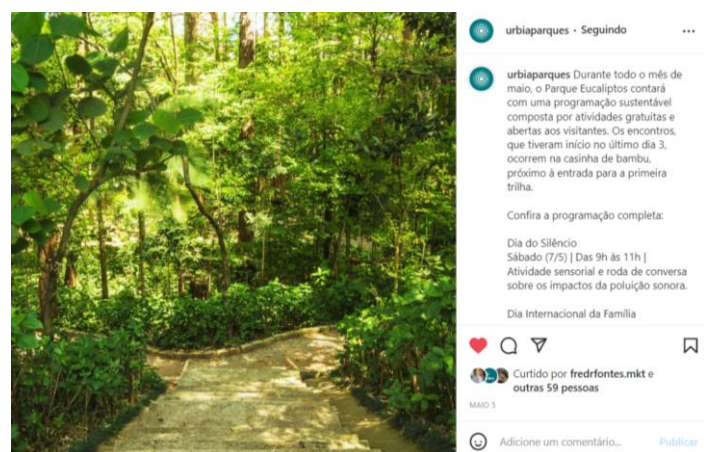 urbiaparques • Seguindo
urbiaparques Durante todo o mês de
maio, o Parque Eucaliptos contará
com uma programação sustentável
composta por atividades gratuitas e
abertas aos visitantes. Os encontros,
que tiveram início no último dia 3,
ocorrem na casinha de bambu,
próximo à entrada para a primeira
trilha.
Confira a programação completa:
Dia do Silêncio
Sábado (7/5) | Das 9h às 11h |
Atividade sensorial e roda de conversa
sobre os impactos da poluição sonora.
Dia Internacional da Família
Curtido por fredrfontes.mkt e
outras 59 pessoas
MAIO 5
Adicione um comentário...
Publicar